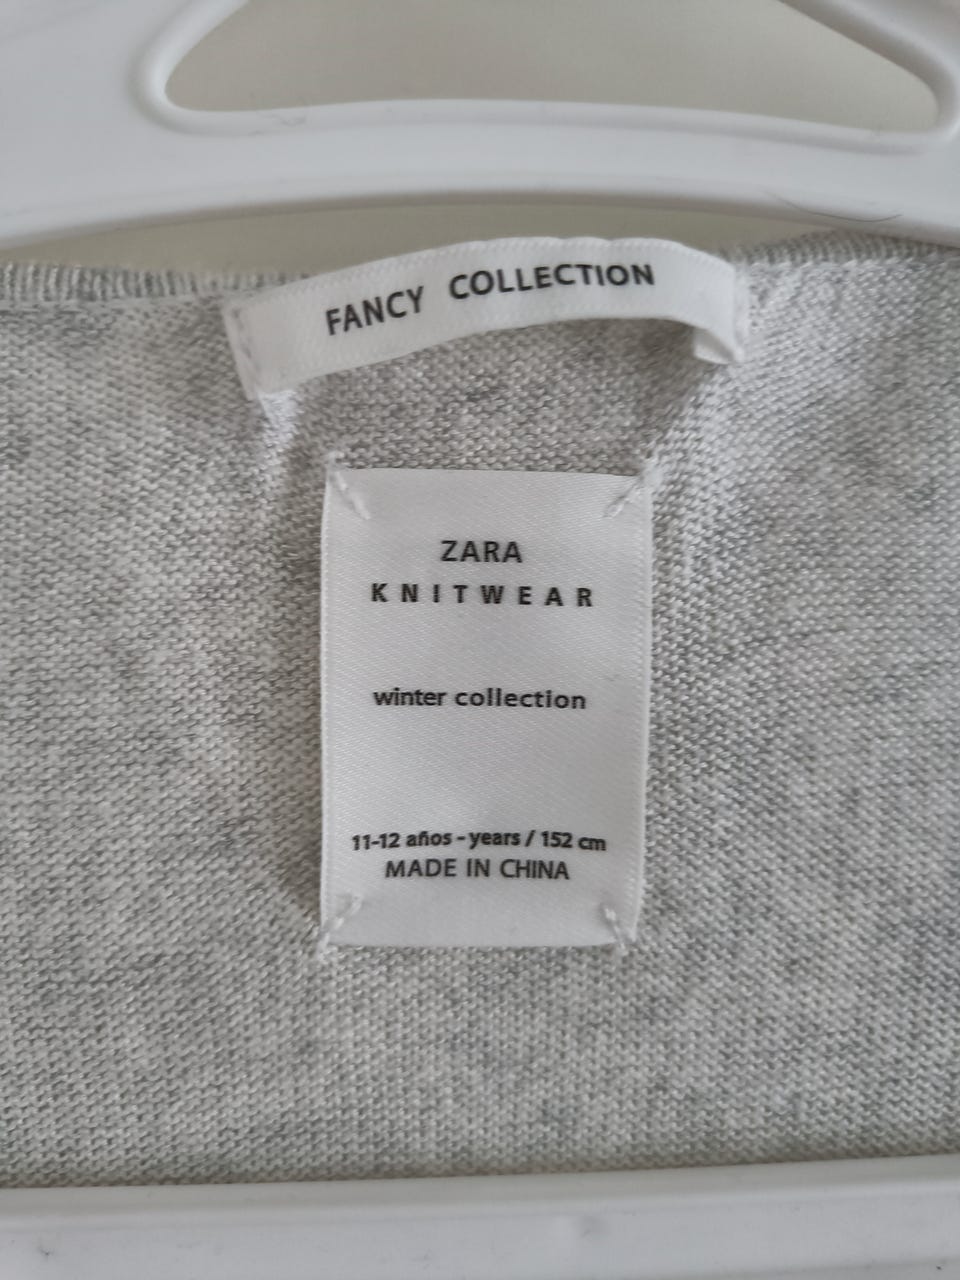 FANCY COLLECTION
ZARA
KNITWEAR
winter collection
11-12 años - years / 152 cm
MADE IN CHINA